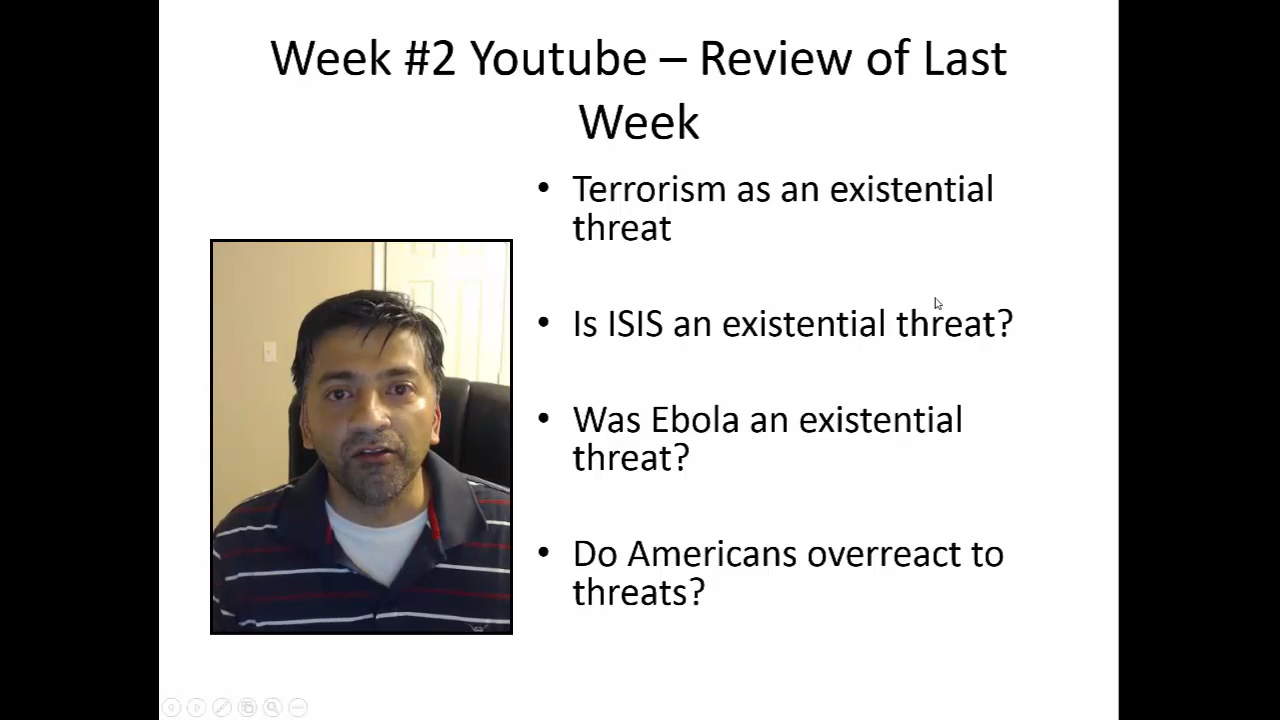 Week #2 Youtube – Review of Last
Week
• Terrorism as an existential
threat
• Is ISIS an existential threat?
• Was Ebola an existential
threat?
• Do Americans overreact to
threats?